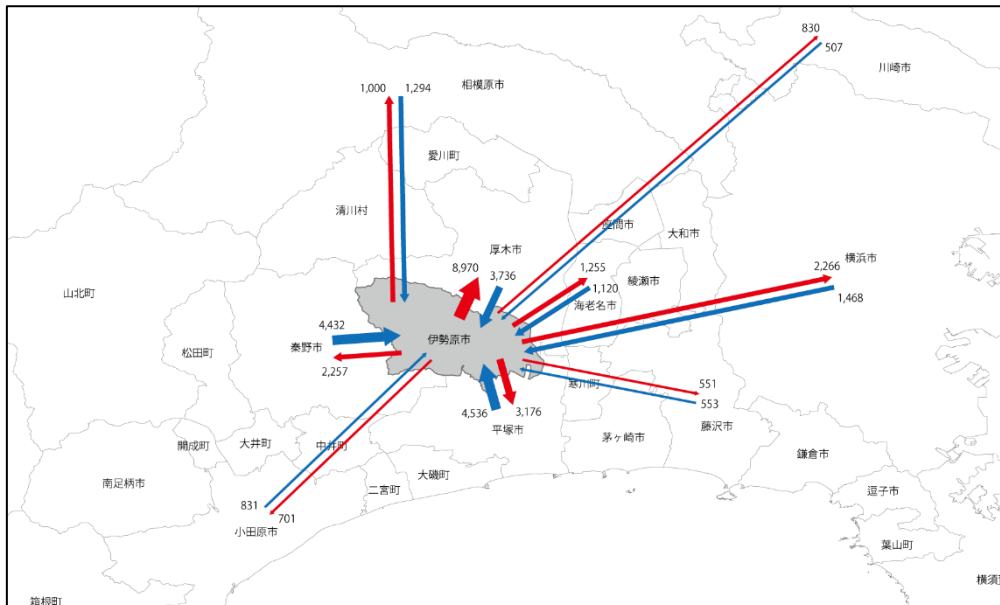 830
507
川崎市
1,000
1,294
相模原市
愛川町
清川村
座間市
大和市
厚木市
8,970
3,736
1,255
1,120
綾瀬市
海老名市
横浜市
2,266
1,468
山北町
4,432
秦野市
2,257
伊勢原市
松田町
寒川町
551
553
藤沢市
4,536
3,176
平塚市
茅ヶ崎市
開成町
大井町
中井町
鎌倉市
南足柄市
二宮町
大磯町
逗子市
831
701
小田原市
葉山町
箱根町
横須